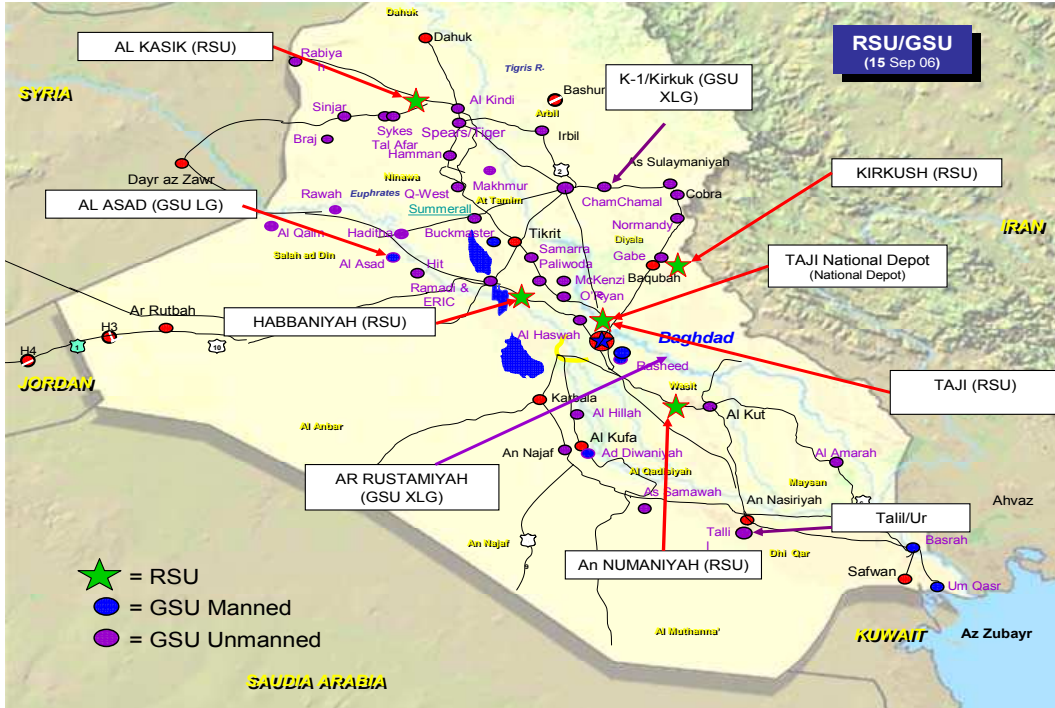 Dahuk
AL KASIK (RSU)
Rabiya
Dahuk
Tigris R.
RSU/GSU
(15 Sep 06)
K-1/Kirkuk (GSU
XLG)
SYRIA
Bashur
Al Kindi
Arbil
Sinjar
Sykes
Tal Afar
Spears/Tiger
Irbil
Braj
Hamman
2
As Sulaymaniyah
Dayr az Zawr
Ninawa
KIRKUSH (RSU)
Euphrates
Q-West
Makhmur
Cobra
AL ASAD (GSU LG)
Rawah
At Tamim
ChamChamal
Summerall
Normandy
IRAN
Al Qaim
Haditha
Buckmaster
Tikrit
Diyala
Salah ad Din
Samarra
Gabe
TAJI National Depot
(National Depot)
Al Asad
Hit
Paliwoda
Baqubah
McKenzi
Ramadi &
ERIC
O'Ryan
Ar Rutbah
HABBANIYAH (RSU)
H3
Al Haswah
Baghdad
H4
1
10
Rasheed
TAJI (RSU)
JORDAN
Wasit
Karbala
Al Hillah
Al Kut
Al Anbar
Al Kufa
AR RUSTAMIYAH
(GSU XLG)
An Najaf
Ad Diwaniyah
Al Amarah
Al Qadisiyah
Maysan
As Samawah
An Nasiriyah
Ahvaz
Talil/Ur
An Najaf
Talli
l
Basrah
Dhi Qar
9
An NUMANIYAH (RSU)
Safwan
Um Qasr
= RSU
= GSU Manned
= GSU Unmanned
Al Muthanna'
KUWAIT
Az Zubayr
SAUDIA ARABIA